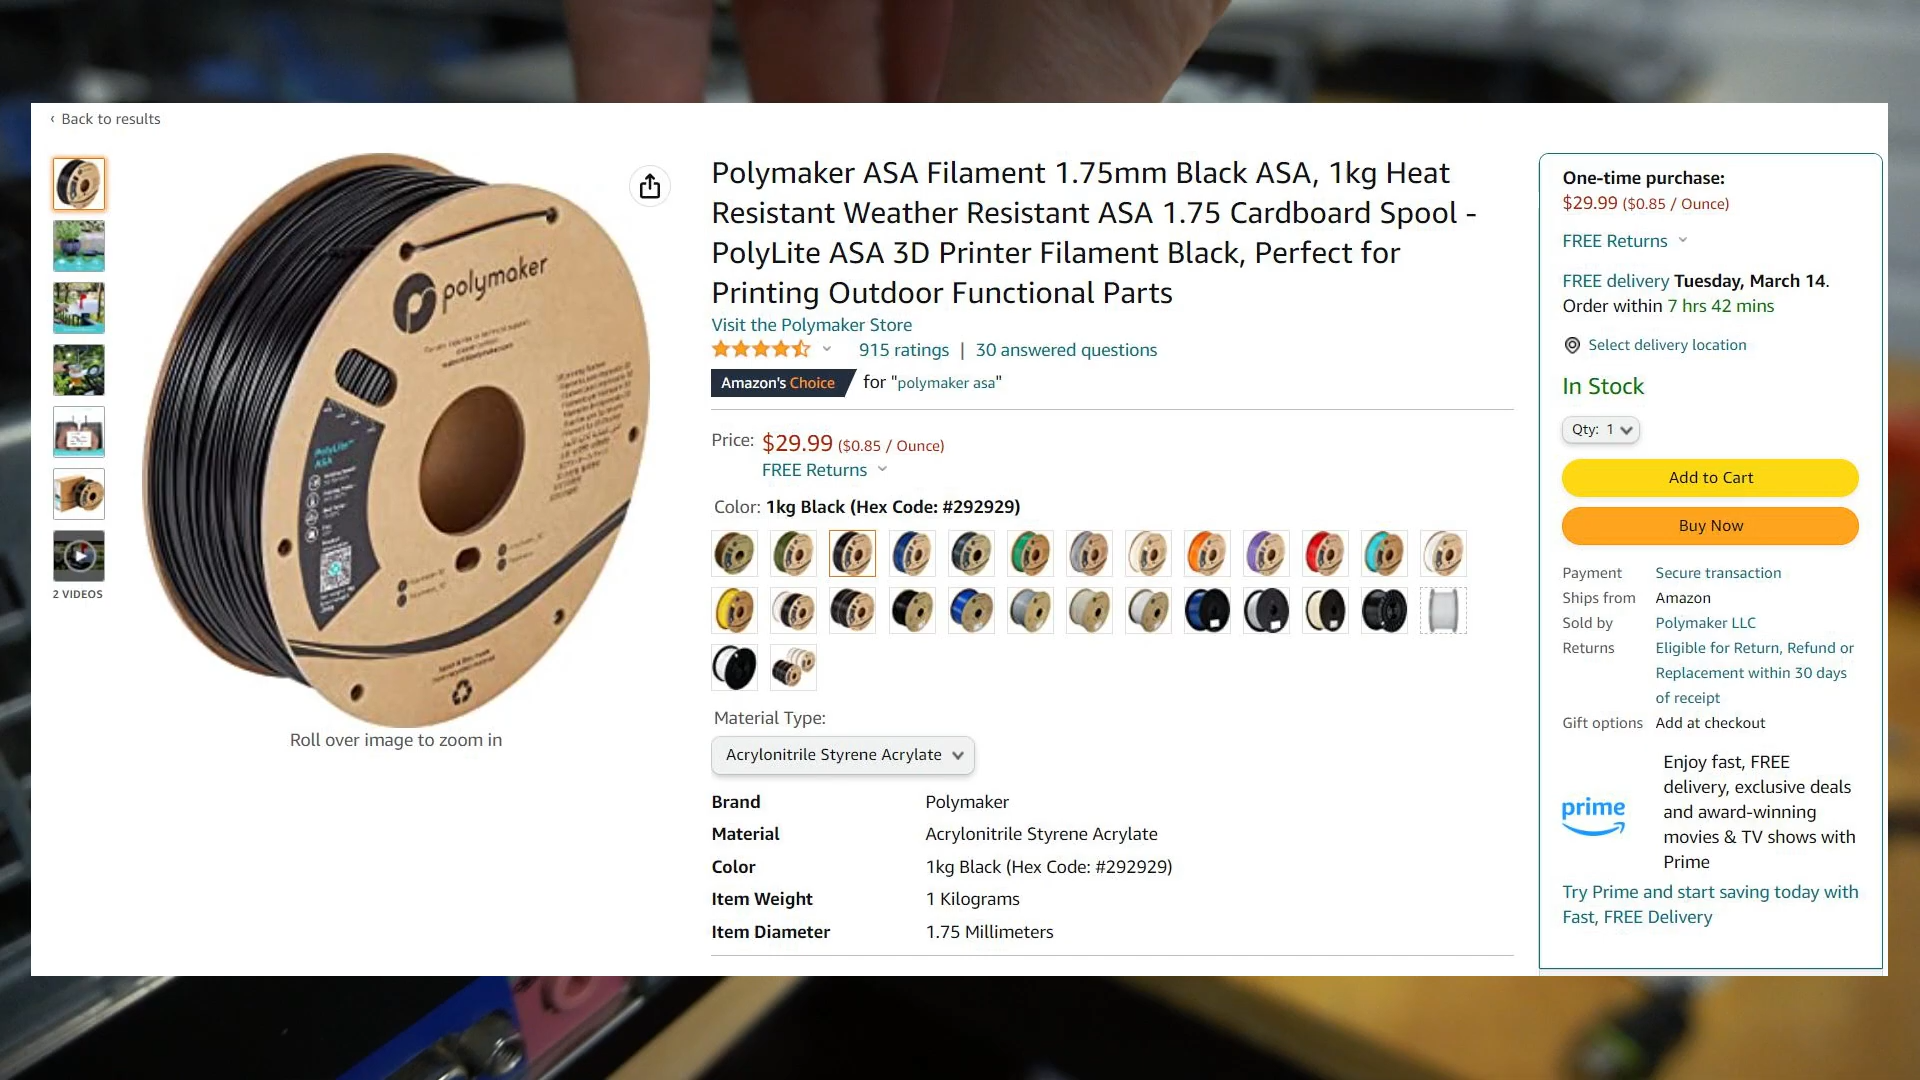 ‹ Back to results
polymaker
PolyLite™
ASA
2 VIDEOS
Roll over image to zoom in
Polymaker ASA Filament 1.75mm Black ASA, 1kg Heat
Resistant Weather Resistant ASA 1.75 Cardboard Spool -
PolyLite ASA 3D Printer Filament Black, Perfect for
Printing Outdoor Functional Parts
Visit the Polymaker Store
915 ratings | 30 answered questions
Amazon's Choice for "polymaker asa"
Price: $29.99 ($0.85 / Ounce)
FREE Returns
Color: 1kg Black (Hex Code: #292929)
Material Type:
Acrylonitrile Styrene Acrylate
Brand Polymaker
Material Acrylonitrile Styrene Acrylate
Color 1kg Black (Hex Code: #292929)
Item Weight 1 Kilograms
Item Diameter 1.75 Millimeters
One-time purchase:
$29.99 ($0.85 / Ounce)
FREE Returns
FREE delivery Tuesday, March 14.
Order within 7 hrs 42 mins
Select delivery location
In Stock
Qty: 1
Add to Cart
Buy Now
Payment Secure transaction
Ships from Amazon
Sold by Polymaker LLC
Returns Eligible for Return, Refund or
Replacement within 30 days
of receipt
Gift options Add at checkout
prime
Enjoy fast, FREE
delivery, exclusive deals
and award-winning
movies & TV shows with
Prime
Try Prime and start saving today with
Fast, FREE Delivery